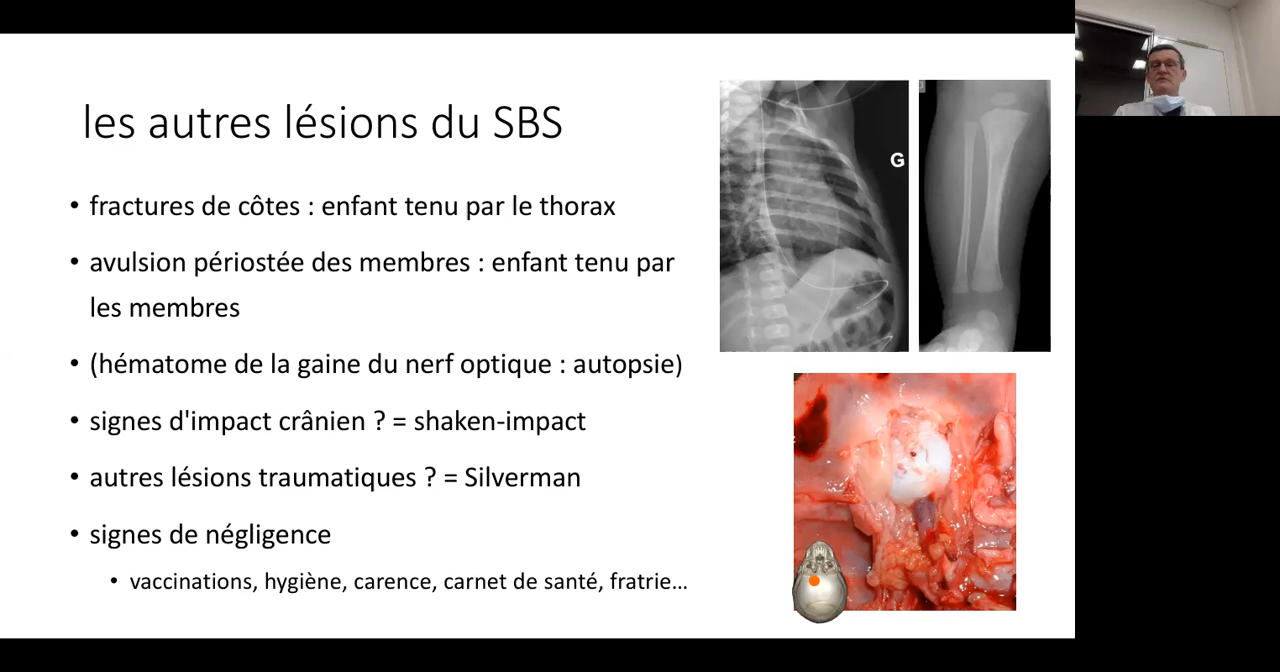 les autres lésions du SBS
• fractures de côtes : enfant tenu par le thorax
• avulsion périostée des membres : enfant tenu par
les membres
• (hématome de la gaine du nerf optique : autopsie)
• signes d'impact crânien ? = shaken-impact
• autres lésions traumatiques ? = Silverman
• signes de négligence
• vaccinations, hygiène, carence, carnet de santé, fratrie...
G